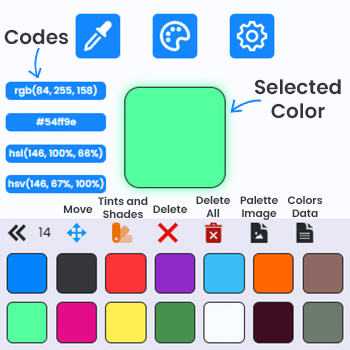 Codes
rgb(84, 255, 158)
Selected
Color
#54ff9e
hsl(146, 100%, 66%)
hsv(146, 67%, 100%)
Move
Tints and
Shades
Delete
Delete
All
Palette
Image
Colors
Data
14